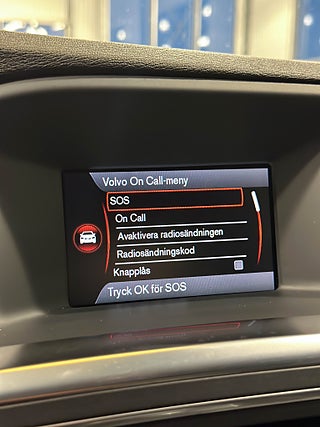 Volvo On Call-meny
SOS
On Call
Avaktivera radiosändningen
Radiosändningskod
Knapplås
Tryck OK för SOS